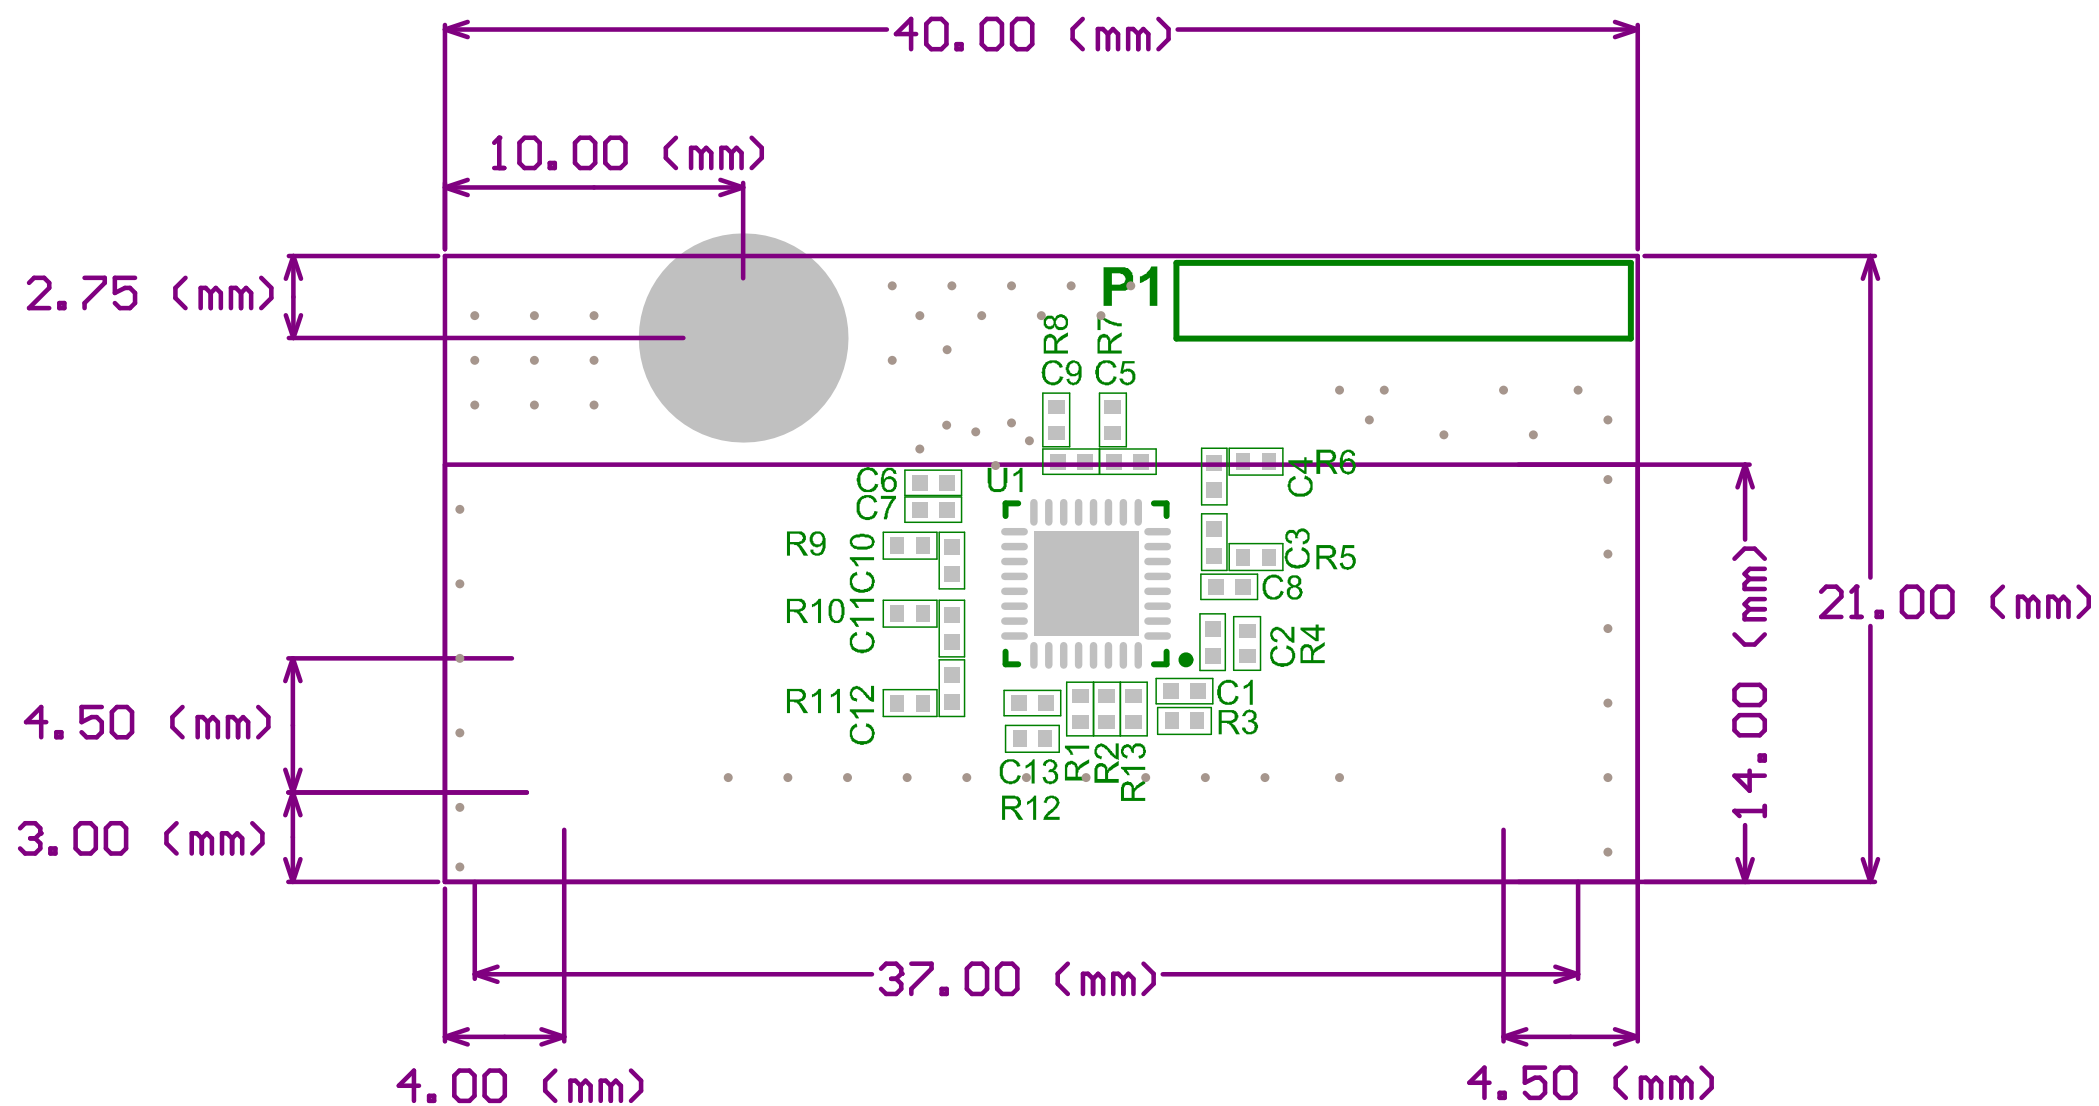 40.00 (mm)
10.00 (mm)
2.75 (mm)
P1
R8
R7
C9
C5
C4
R6
C6
U1
C7
R9
C10
C3
R5
C8
21.00 (mm)
R10
C11
C2
R4
14.00 (mm)
R11
C12
C1
R3
4.50 (mm)
C13
R1
R2
R13
R12
3.00 (mm)
37.00 (mm)
4.00 (mm)
4.50 (mm)